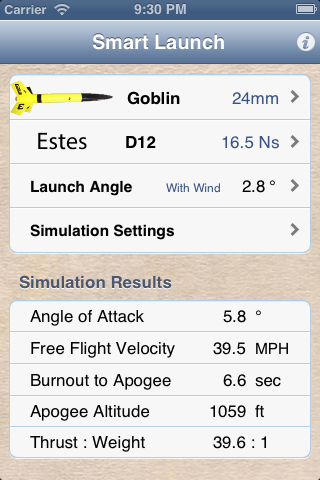 Carrier 9:30 PM
Smart Launch
Goblin 24mm
Estes D12 16.5 Ns
Launch Angle With Wind 2.8 °
Simulation Settings
Simulation Results
Angle of Attack 5.8 °
Free Flight Velocity 39.5 MPH
Burnout to Apogee 6.6 sec
Apogee Altitude 1059 ft
Thrust : Weight 39.6 : 1